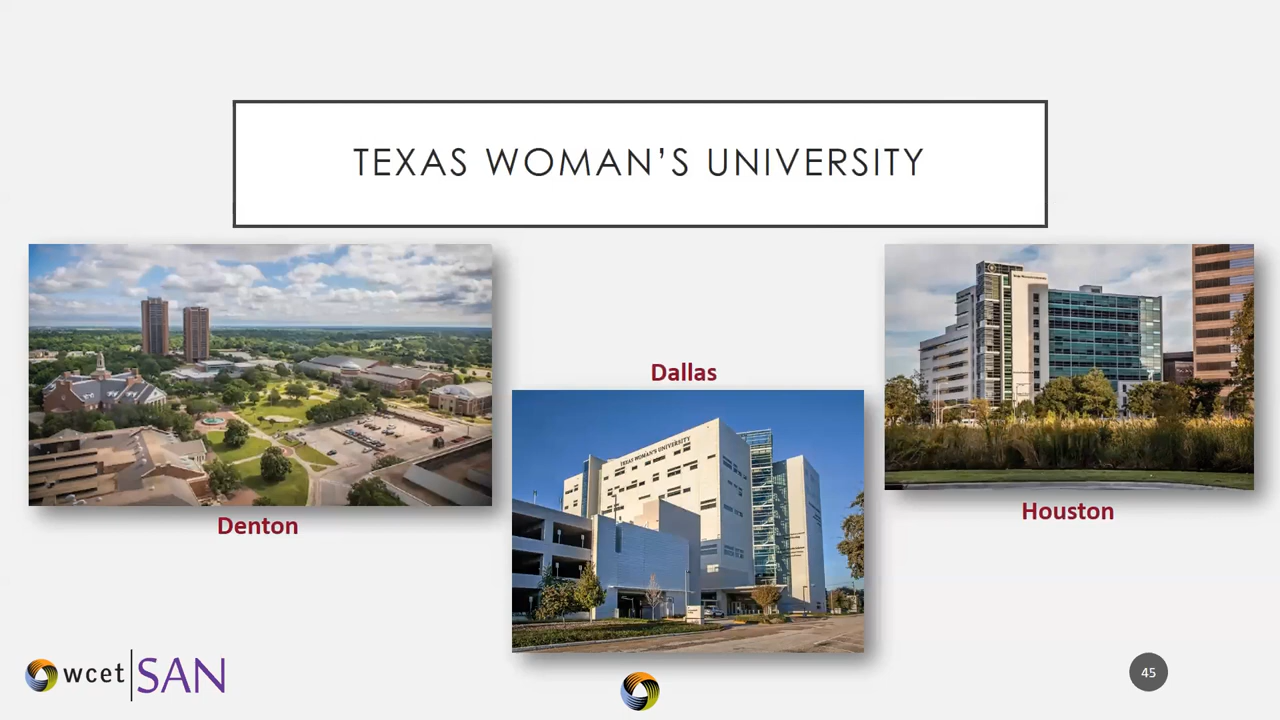 TEXAS WOMAN’S UNIVERSITY
Denton
Dallas
TEXAS WOMAN'S UNIVERSITY
Houston
wcet SAN
45